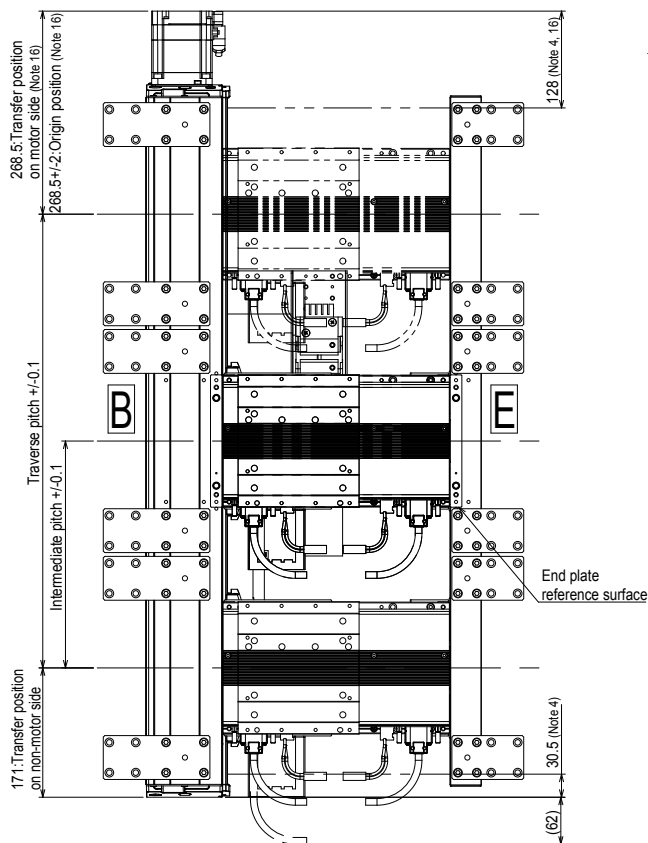 268.5:Transfer position
on motor side (Note 16)
268.5+/-2:Origin position (Note 16)
128 (Note 4, 16)
Traverse pitch +/-0.1
B
E
Intermediate pitch +/-0.1
End plate
reference surface
171:Transfer position
on non-motor side
30.5 (Note 4)
(62)